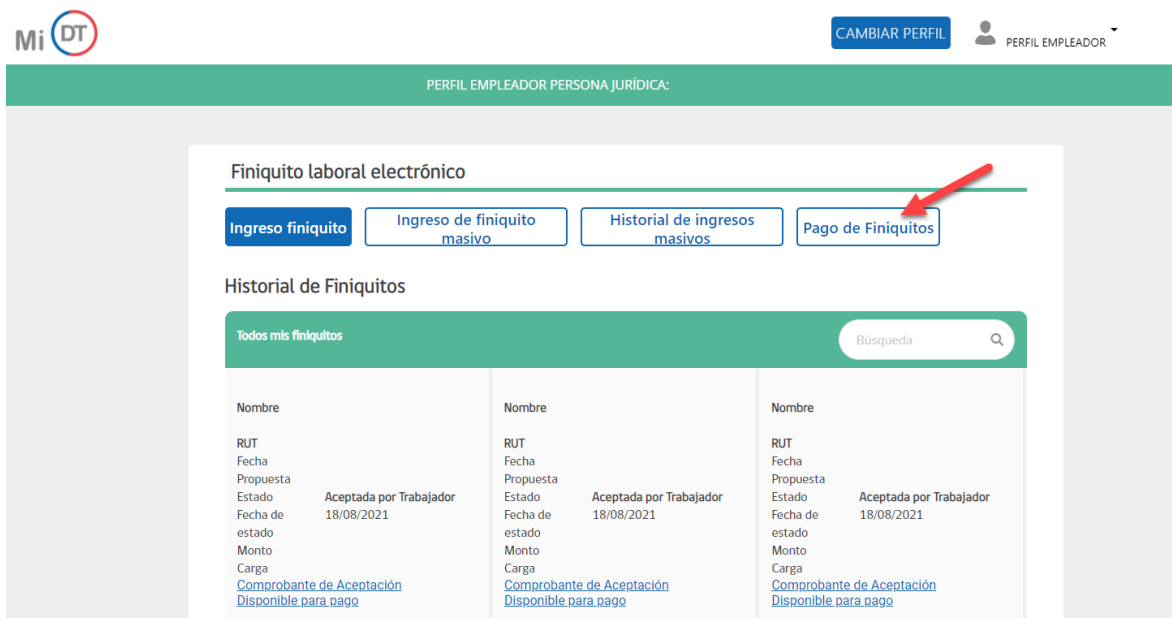 Mi DT
CAMBIAR PERFIL
PERFIL EMPLEADOR
PERFIL EMPLEADOR PERSONA JURÍDICA:
Finiquito laboral electrónico
Ingreso finiquito
Ingreso de finiquito
masivo
Historial de ingresos
masivos
Pago de Finiquitos
Historial de Finiquitos
Todos mis finiquitos
Búsqueda
Nombre
RUT
Fecha
Propuesta
Estado Aceptada por Trabajador
Fecha de 18/08/2021
estado
Monto
Carga
Comprobante de Aceptación
Disponible para pago
Nombre
RUT
Fecha
Propuesta
Estado Aceptada por Trabajador
Fecha de 18/08/2021
estado
Monto
Carga
Comprobante de Aceptación
Disponible para pago
Nombre
RUT
Fecha
Propuesta
Estado Aceptada por Trabajador
Fecha de 18/08/2021
estado
Monto
Carga
Comprobante de Aceptación
Disponible para pago